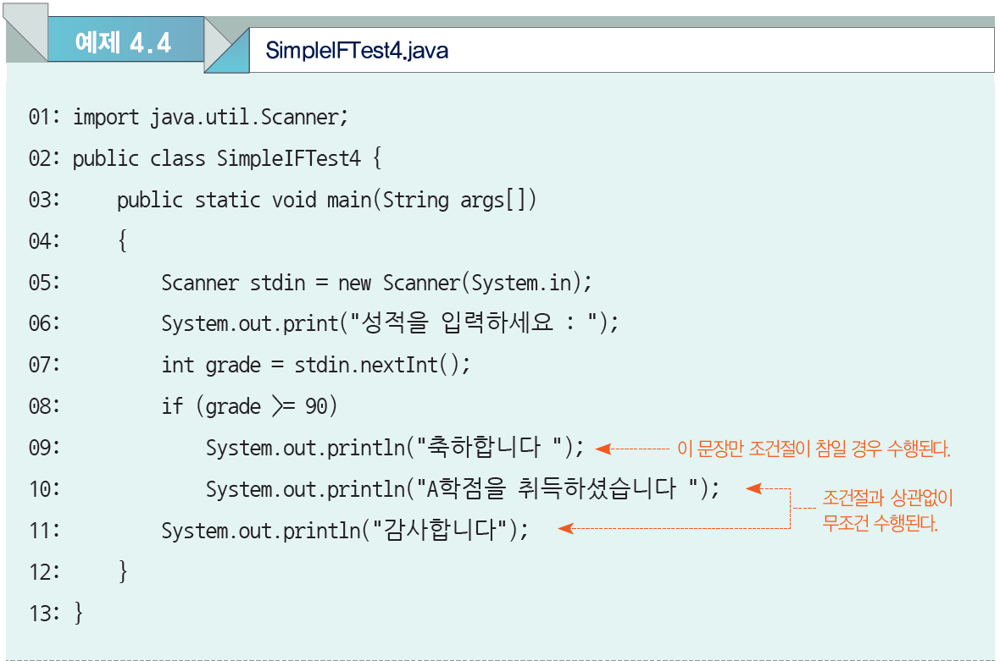 예제 4.4
SimpleIFTest4.java
01: import java.util.Scanner;
02: public class SimpleIFTest4 {
03:     public static void main(String args[])
04:     {
05:         Scanner stdin = new Scanner(System.in);
06:         System.out.print("성적을 입력하세요 : ");
07:         int grade = stdin.nextInt();
08:         if (grade >= 90)
09:             System.out.println("축하합니다 "); 이 문장만 조건절이 참일 경우 수행된다.
10:             System.out.println("A학점을 취득하셨습니다 ");
조건절과 상관없이
무조건 수행된다.
11:         System.out.println("감사합니다");
12:     }
13: }